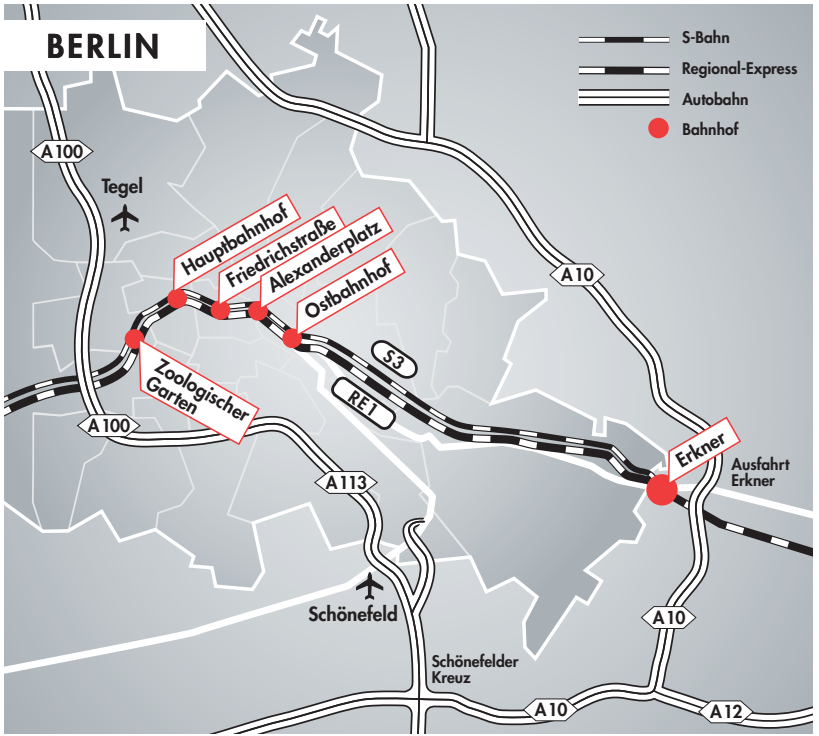 BERLIN
S-Bahn
Regional-Express
Autobahn
Bahnhof
A100
Tegel
Hauptbahnhof
Friedrichstraße
Alexanderplatz
Ostbahnhof
A10
S3
RE1
Zoologischer
Garten
A100
A113
Erkner
Ausfahrt
Erkner
Schönefeld
A10
Schönefelder
Kreuz
A10
A12